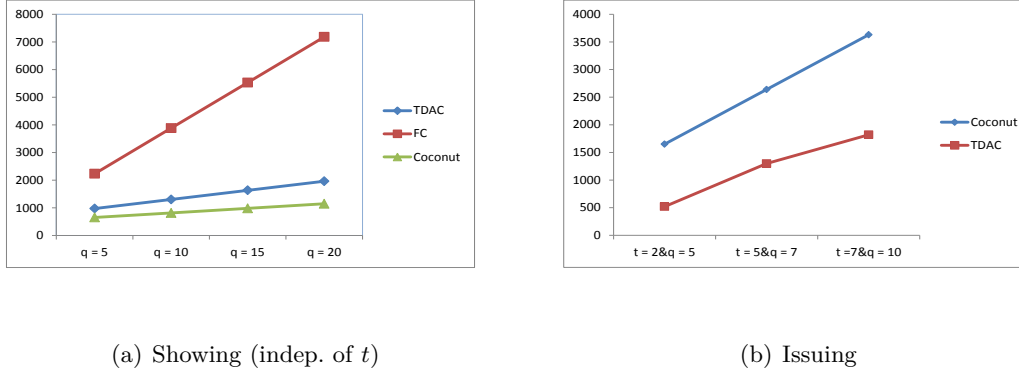 8000
7000
6000
5000
4000
3000
2000
1000
0
q = 5 q = 10 q = 15 q = 20
TDAC
FC
Coconut
4000
3500
3000
2500
2000
1500
1000
500
0
t = 2&q = 5 t = 5&q = 7 t =7&q = 10
Coconut
TDAC
(a) Showing (indep. of t)
(b) Issuing